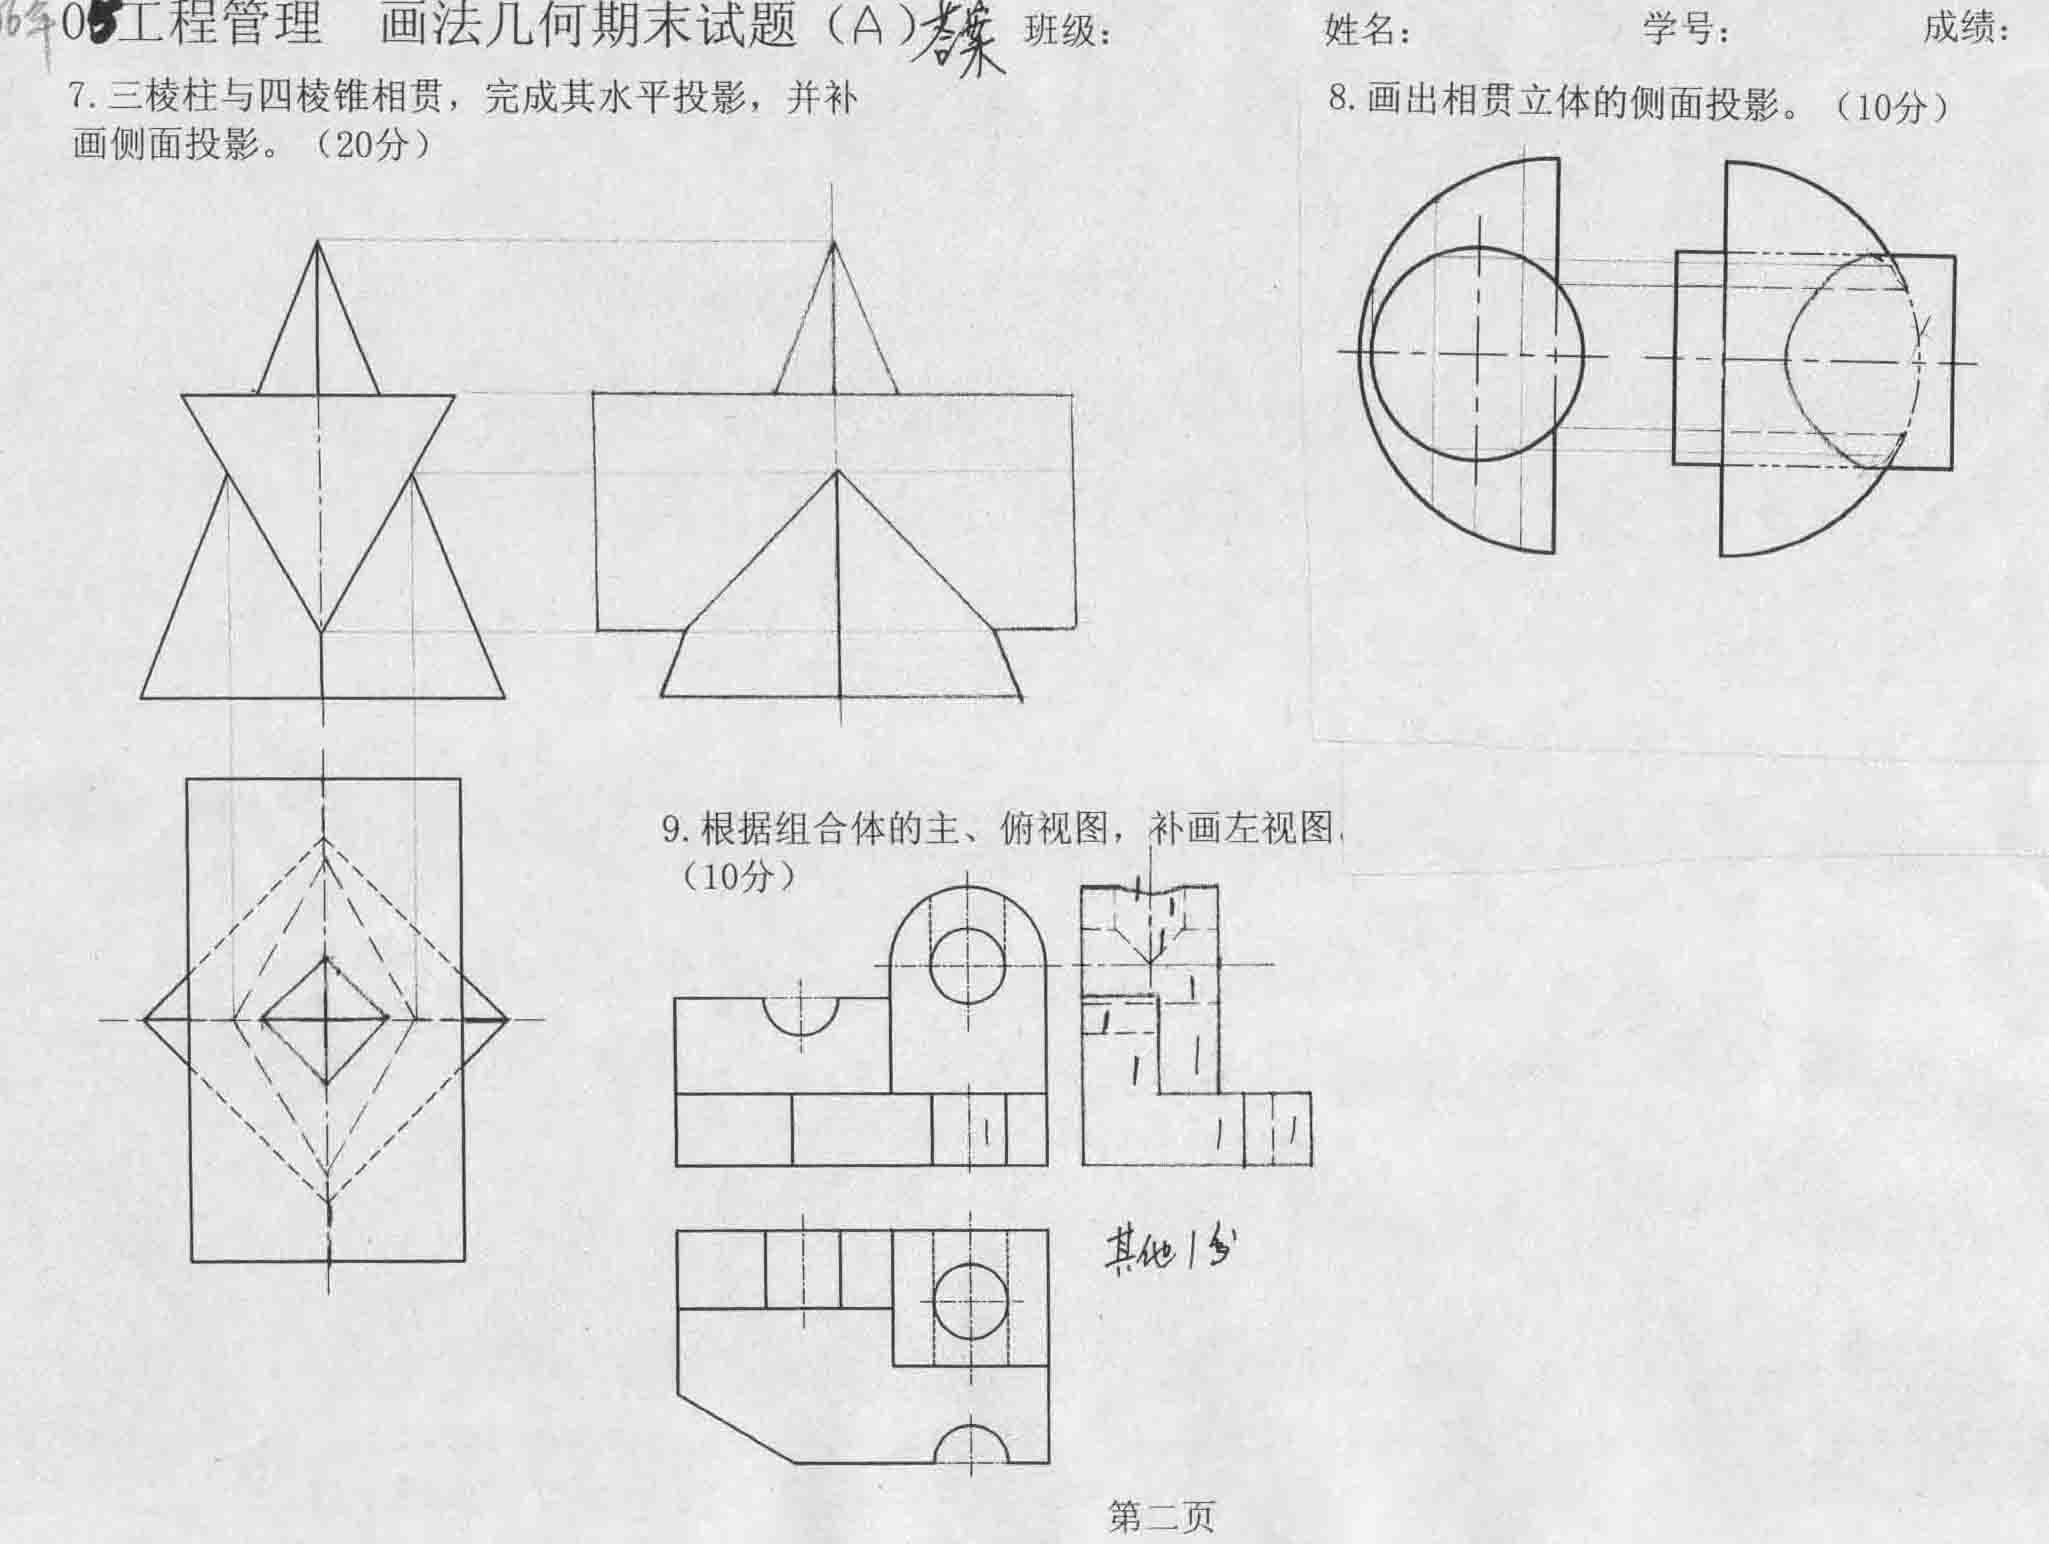 06年05工程管理 画法几何期末试题（A）答案 班级： 姓名： 学号： 成绩：
7.三棱柱与四棱锥相贯，完成其水平投影，并补
画侧面投影。（20分）
8.画出相贯立体的侧面投影。（10分）
9.根据组合体的主、俯视图，补画左视图
（10分）
1
1
1
1
1
1
1
1
1
1
其他1分
第二页